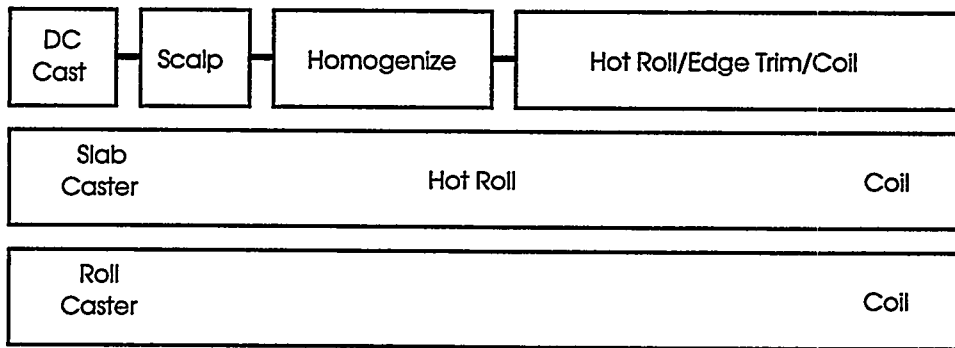 DC
Cast
Scalp
Homogenize
Hot Roll/Edge Trim/Coil
Slab
Caster
Hot Roll
Coil
Roll
Caster
Coil